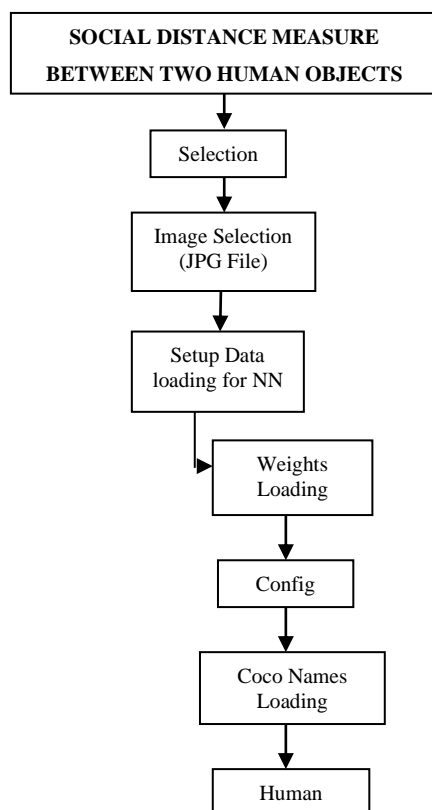 SOCIAL DISTANCE MEASURE
BETWEEN TWO HUMAN OBJECTS
Selection
Image Selection
(JPG File)
Setup Data
loading for NN
Weights
Loading
Config
Coco Names
Loading
Human